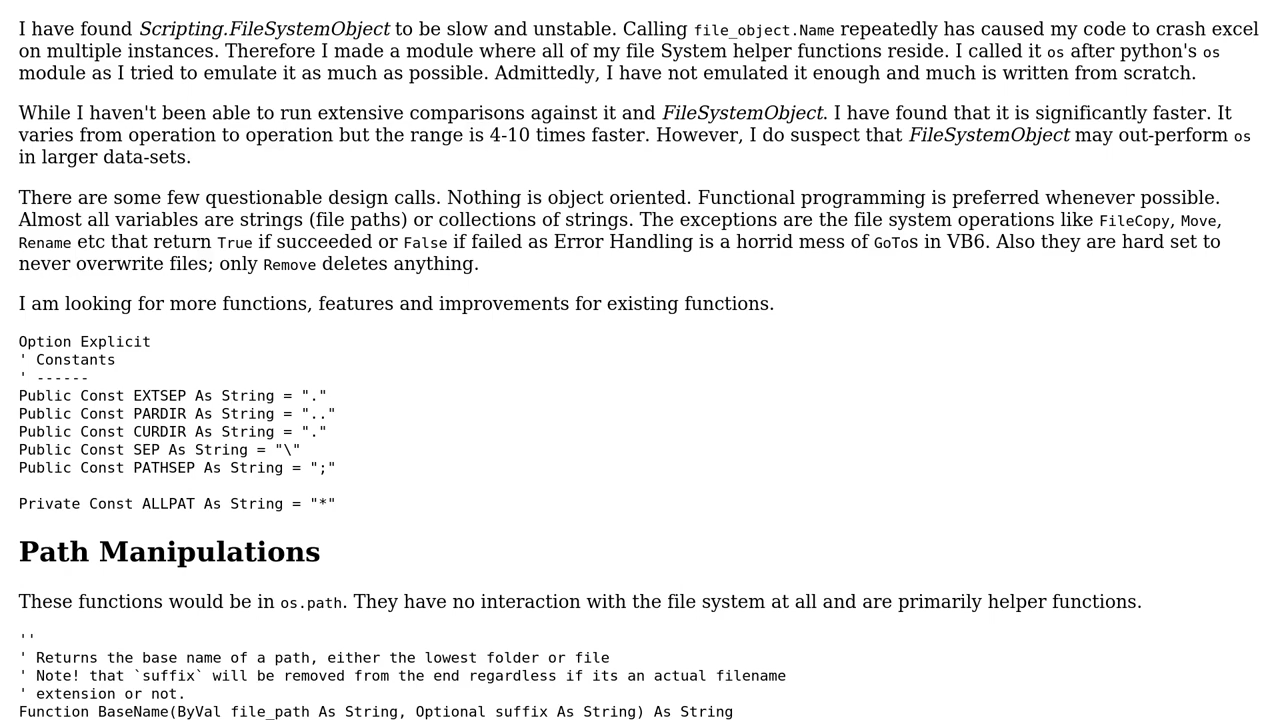 I have found Scripting.FileSystemObject to be slow and unstable. Calling file_object.Name repeatedly has caused my code to crash excel
on multiple instances. Therefore I made a module where all of my file System helper functions reside. I called it os after python's os
module as I tried to emulate it as much as possible. Admittedly, I have not emulated it enough and much is written from scratch.
While I haven't been able to run extensive comparisons against it and FileSystemObject. I have found that it is significantly faster. It
varies from operation to operation but the range is 4-10 times faster. However, I do suspect that FileSystemObject may out-perform os
in larger data-sets.
There are some few questionable design calls. Nothing is object oriented. Functional programming is preferred whenever possible.
Almost all variables are strings (file paths) or collections of strings. The exceptions are the file system operations like FileCopy, Move,
Rename etc that return True if succeeded or False if failed as Error Handling is a horrid mess of GoTos in VB6. Also they are hard set to
never overwrite files; only Remove deletes anything.
I am looking for more functions, features and improvements for existing functions.
Option Explicit
' Constants
' ------
Public Const EXTSEP As String = "."
Public Const PARDIR As String = ".."
Public Const CURDIR As String = "."
Public Const SEP As String = "\"
Public Const PATHSEP As String = ";"
Private Const ALLPAT As String = "*"
Path Manipulations
These functions would be in os.path. They have no interaction with the file system at all and are primarily helper functions.
''
' Returns the base name of a path, either the lowest folder or file
' Note! that `suffix` will be removed from the end regardless if its an actual filename
' extension or not.
Function BaseName(ByVal file_path As String, Optional suffix As String) As String